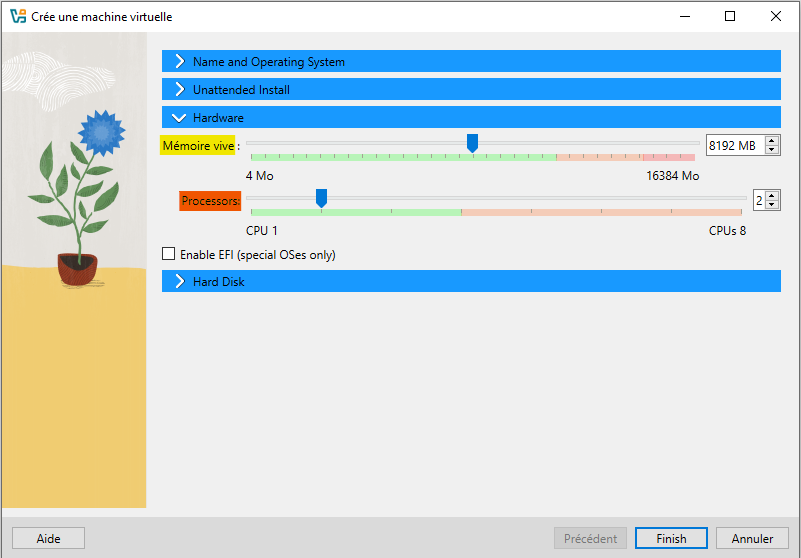 Crée une machine virtuelle
Name and Operating System
Unattended Install
Hardware
Mémoire vive : 8192 MB
4 Mo 16384 Mo
Processors: 2
CPU 1 CPUs 8
Enable EFI (special OSes only)
Hard Disk
Aide Précédent Finish Annuler